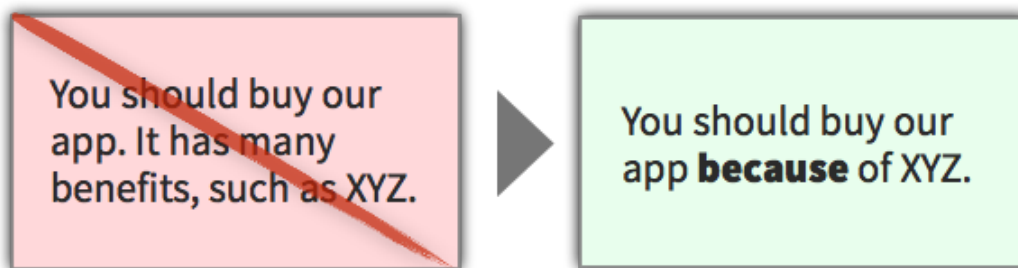 You should buy our
app. It has many
benefits, such as XYZ.
You should buy our
app because of XYZ.